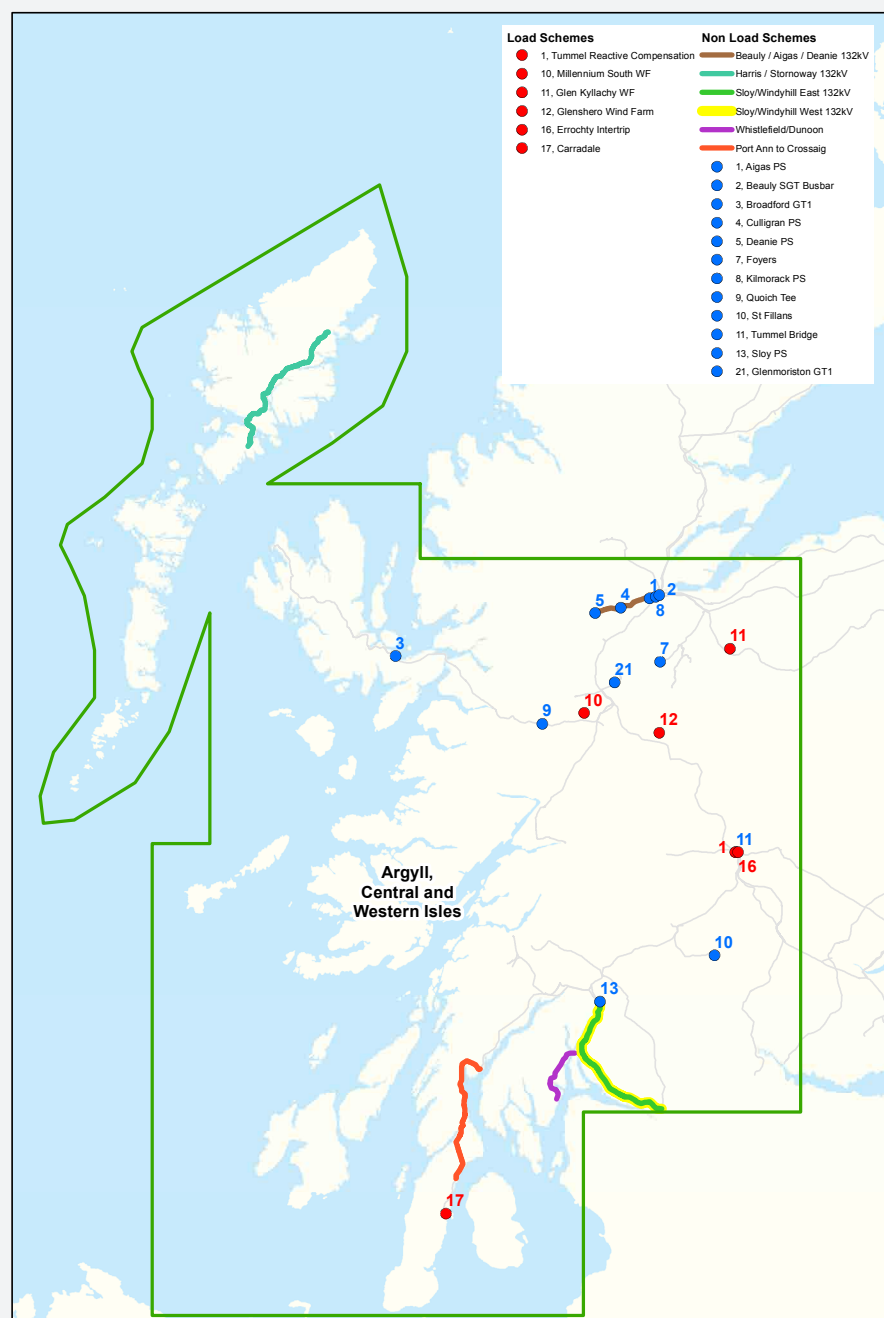 Load Schemes
1, Tummel Reactive Compensation
10, Millennium South WF
11, Glen Kyllachy WF
12, Glenshero Wind Farm
16, Errochty Intertrip
17, Carradale
Non Load Schemes
Beauly / Aigas / Deanie 132kV
Harris / Stornoway 132kV
Sloy/Windyhill East 132kV
Sloy/Windyhill West 132kV
Whistlefield/Dunoon
Port Ann to Crossaig
1, Aigas PS
2, Beauly SGT Busbar
3, Broadford GT1
4, Culligran PS
5, Deanie PS
7, Foyers
8, Kilmorack PS
9, Quoich Tee
10, St Fillans
11, Tummel Bridge
13, Sloy PS
21, Glenmoriston GT1
5
4
1
2
8
3
7
11
21
10
9
12
1
11
16
Argyll,
Central and
Western Isles
10
13
17